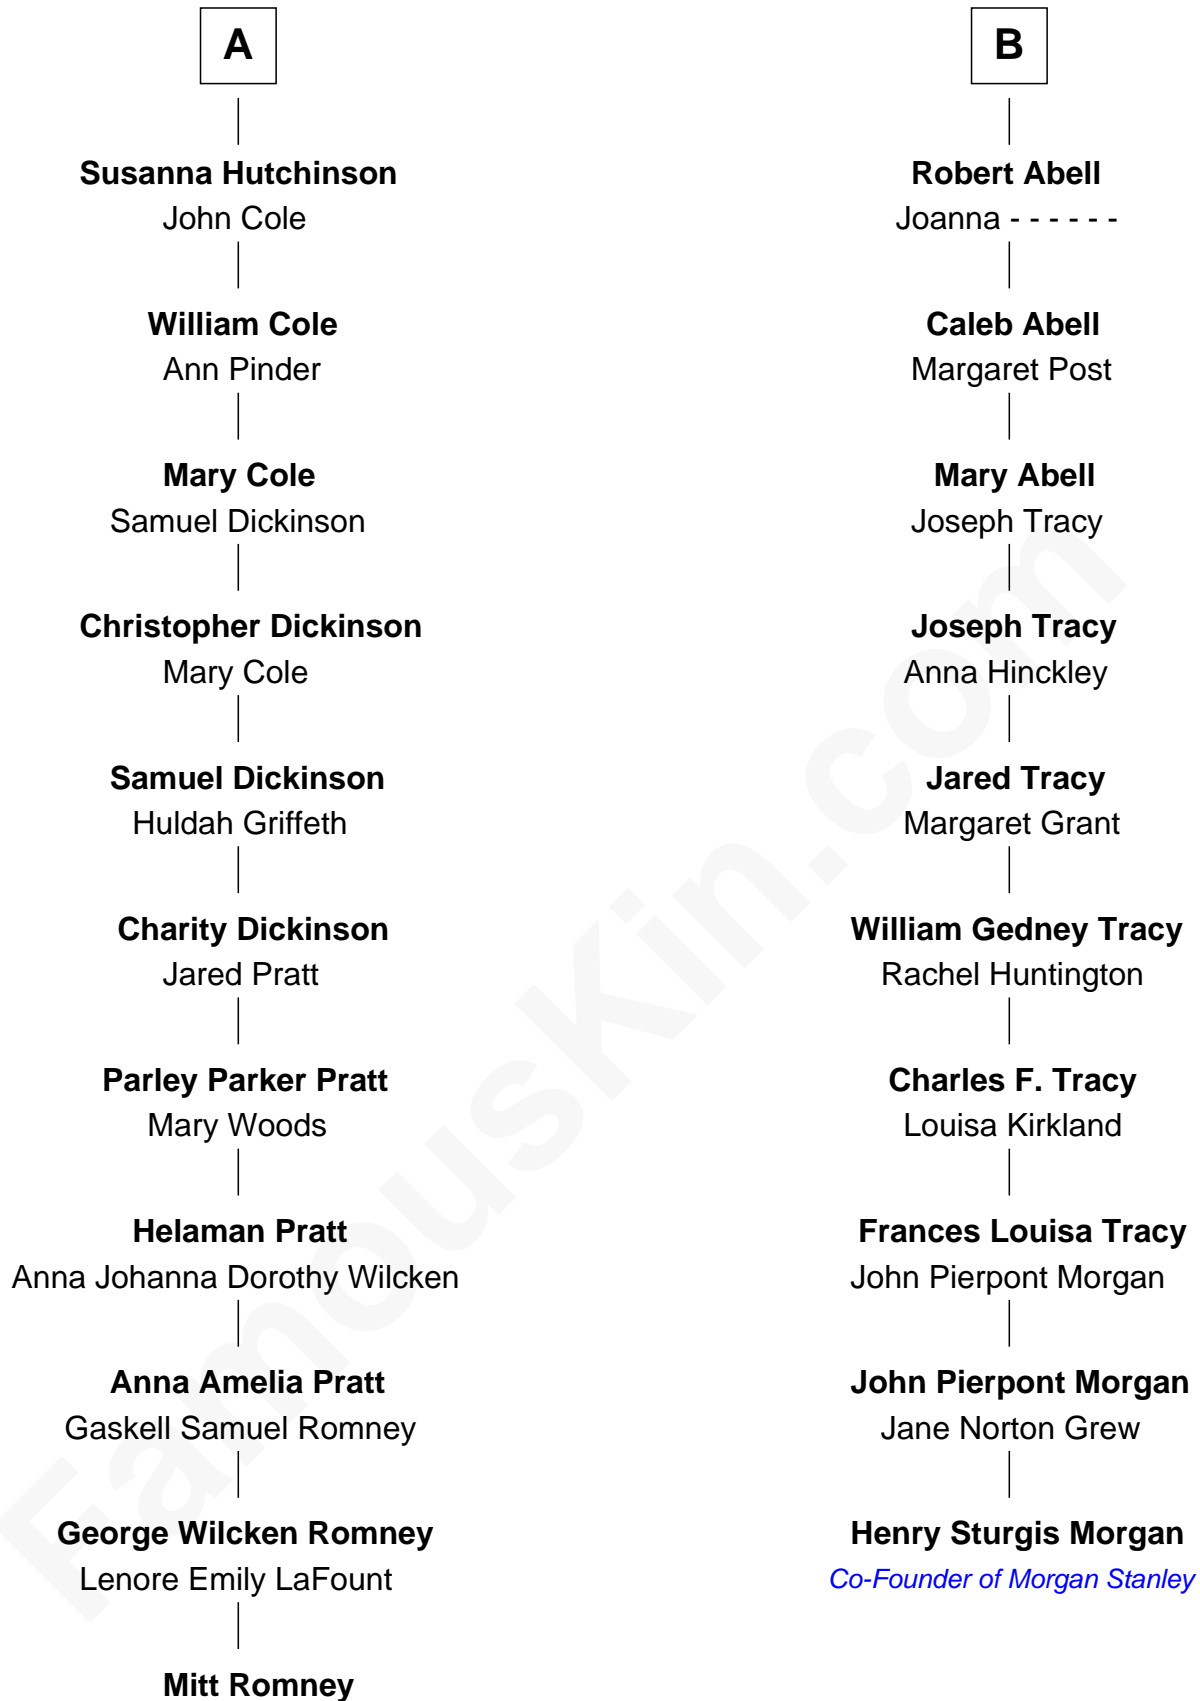 A
Susanna Hutchinson
John Cole
William Cole
Ann Pinder
Mary Cole
Samuel Dickinson
Christopher Dickinson
Mary Cole
Samuel Dickinson
Huldah Griffeth
Charity Dickinson
Jared Pratt
Parley Parker Pratt
Mary Woods
Helaman Pratt
Anna Johanna Dorothy Wilcken
Anna Amelia Pratt
Gaskell Samuel Romney
George Wilcken Romney
Lenore Emily LaFount
Mitt Romney
B
Robert Abell
Joanna - - - - - -
Caleb Abell
Margaret Post
Mary Abell
Joseph Tracy
Joseph Tracy
Anna Hinckley
Jared Tracy
Margaret Grant
William Gedney Tracy
Rachel Huntington
Charles F. Tracy
Louisa Kirkland
Frances Louisa Tracy
John Pierpont Morgan
John Pierpont Morgan
Jane Norton Grew
Henry Sturgis Morgan
Co-Founder of Morgan Stanley
FamousKin.com